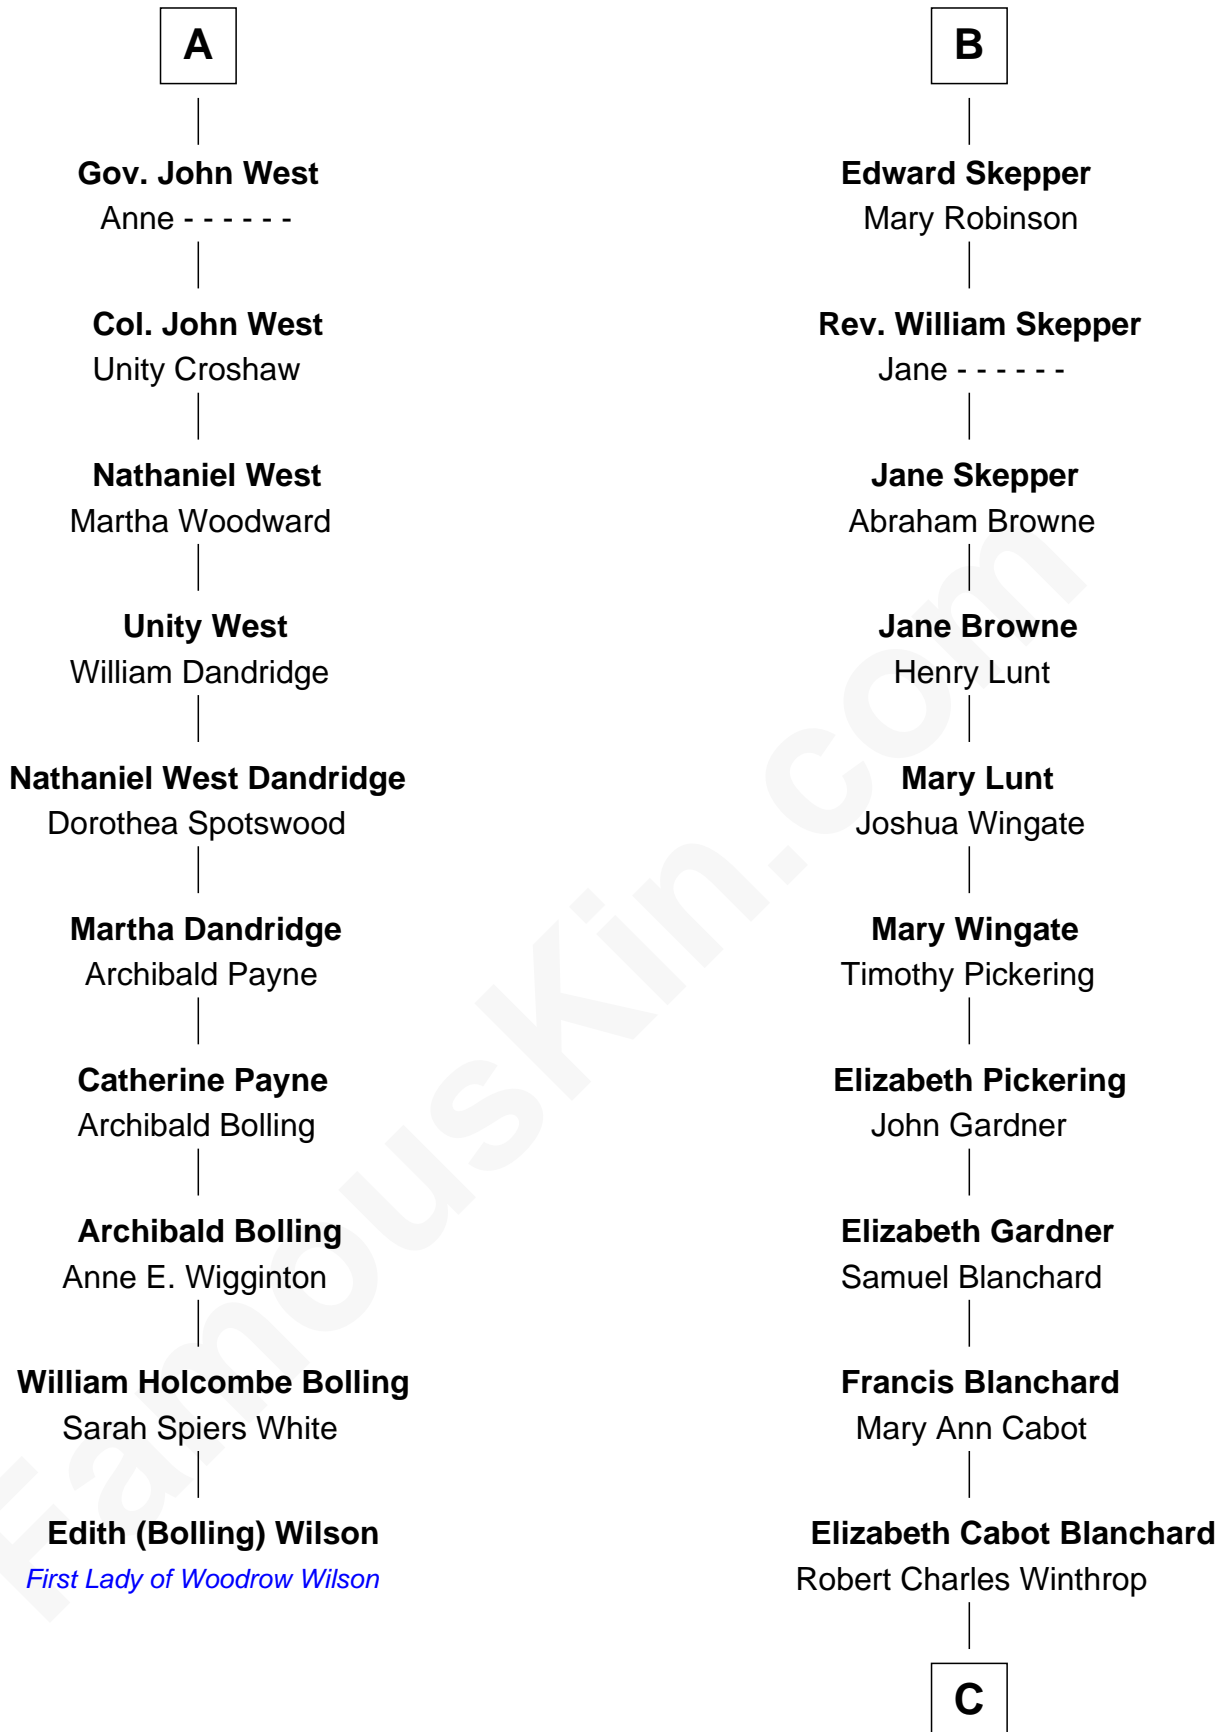 A
Gov. John West
Anne - - - - - -
Col. John West
Unity Croshaw
Nathaniel West
Martha Woodward
Unity West
William Dandridge
Nathaniel West Dandridge
Dorothea Spotswood
Martha Dandridge
Archibald Payne
Catherine Payne
Archibald Bolling
Archibald Bolling
Anne E. Wigginton
William Holcombe Bolling
Sarah Spiers White
Edith (Bolling) Wilson
First Lady of Woodrow Wilson
B
Edward Skepper
Mary Robinson
Rev. William Skepper
Jane - - - - - -
Jane Skepper
Abraham Browne
Jane Browne
Henry Lunt
Mary Lunt
Joshua Wingate
Mary Wingate
Timothy Pickering
Elizabeth Pickering
John Gardner
Elizabeth Gardner
Samuel Blanchard
Francis Blanchard
Mary Ann Cabot
Elizabeth Cabot Blanchard
Robert Charles Winthrop
C
FamousKin.com